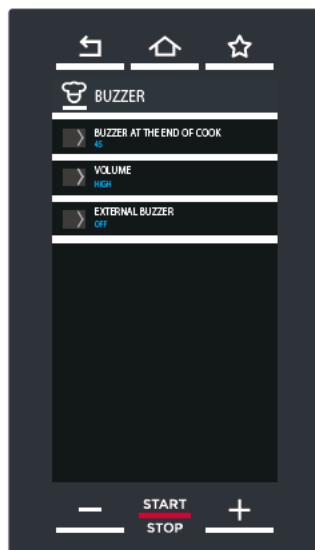 BUZZER
BUZZER AT THE END OF COOK
45
VOLUME
HIGH
EXTERNAL BUZZER
OFF
START
STOP